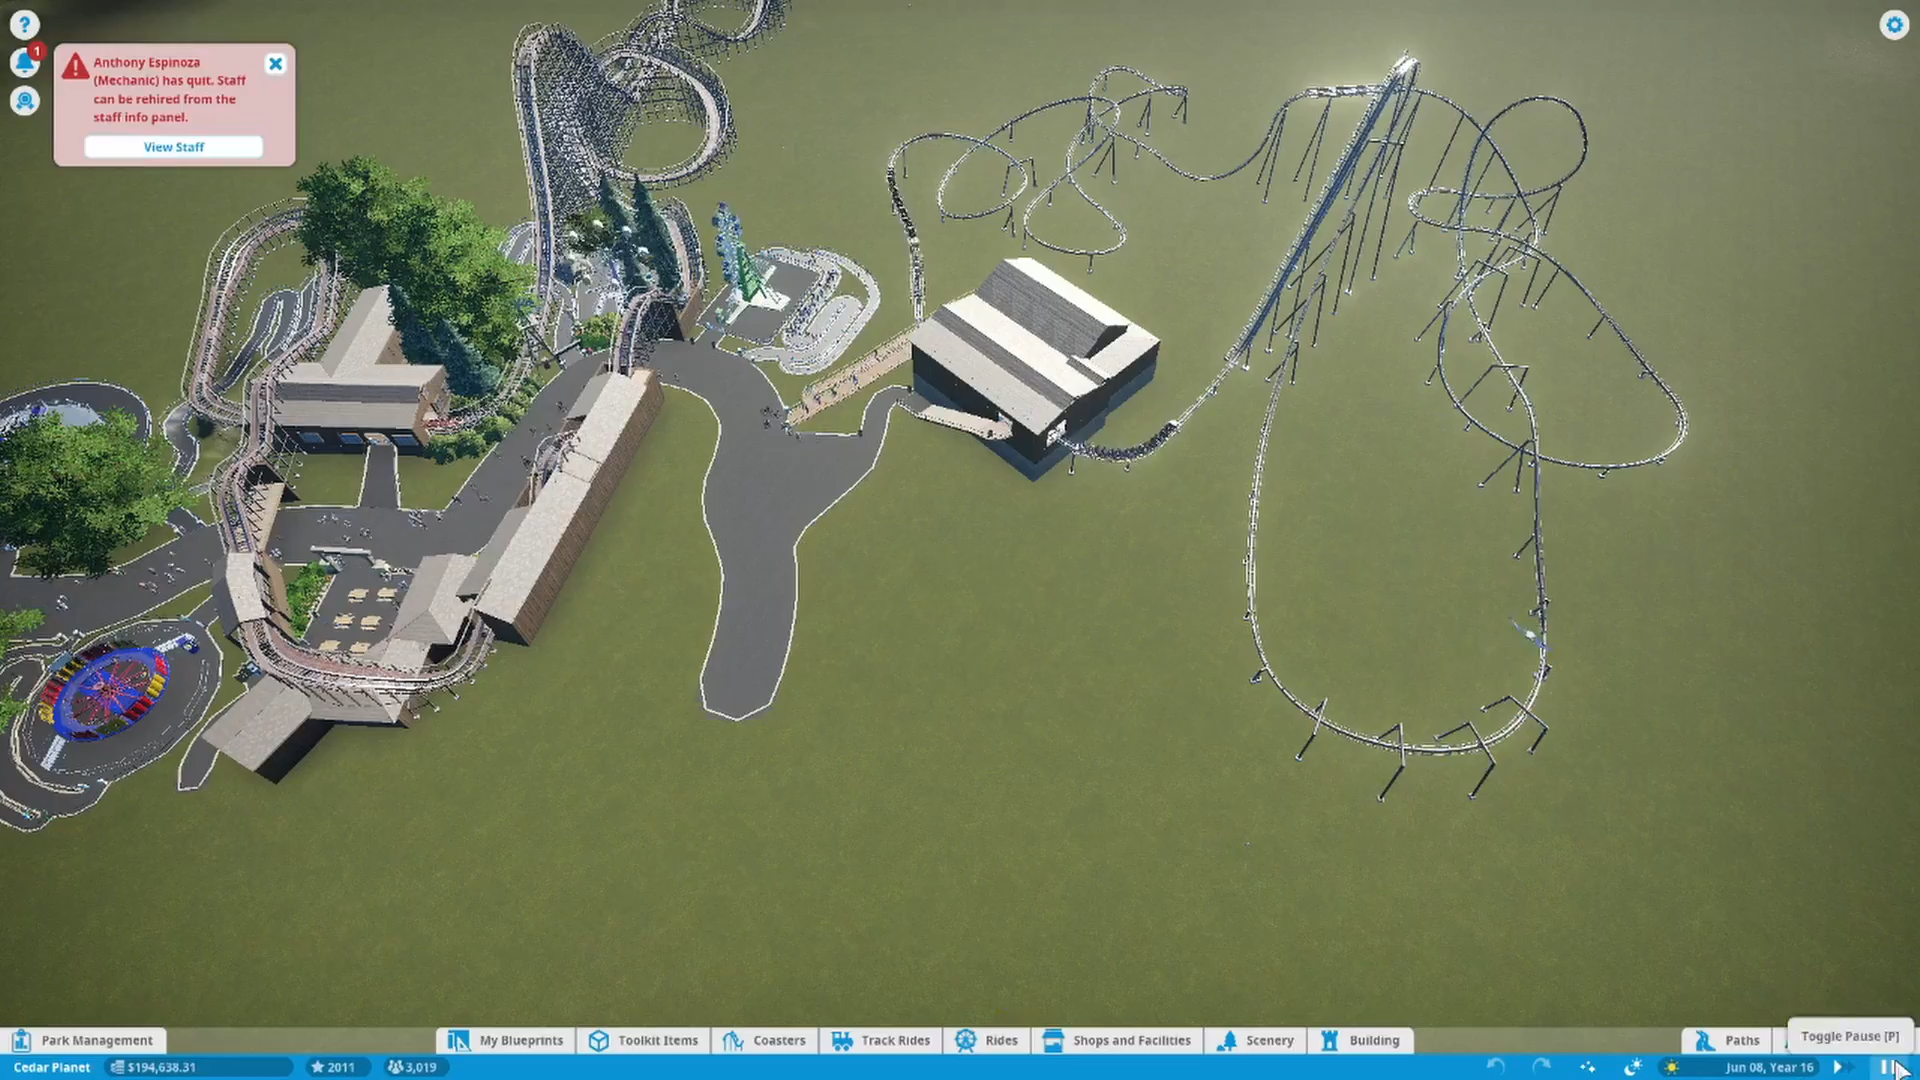 ?
1
Anthony Espinoza
(Mechanic) has quit. Staff
can be rehired from the
staff info panel.
View Staff
Park Management
My Blueprints
Toolkit Items
Coasters
Track Rides
Rides
Shops and Facilities
Scenery
Building
Paths
Toggle Pause [P]
Cedar Planet
$194,638.31
2011
3,019
Jun 08, Year 16